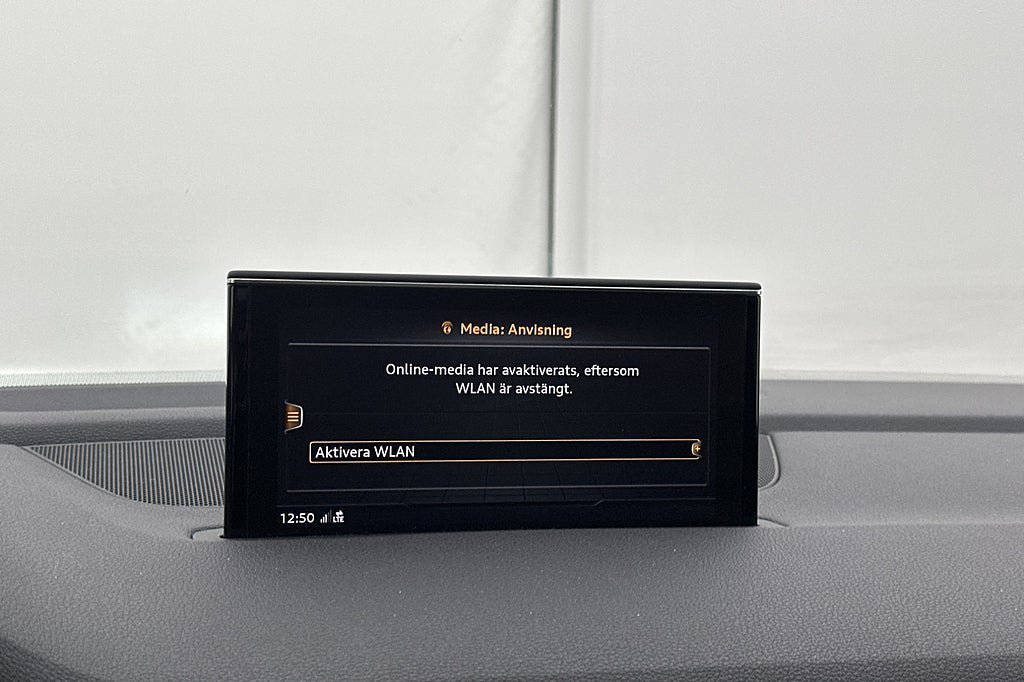 Media: Anvisning
Online-media har avaktiverats, eftersom
WLAN är avstängt.
Aktivera WLAN
12:50 LTE